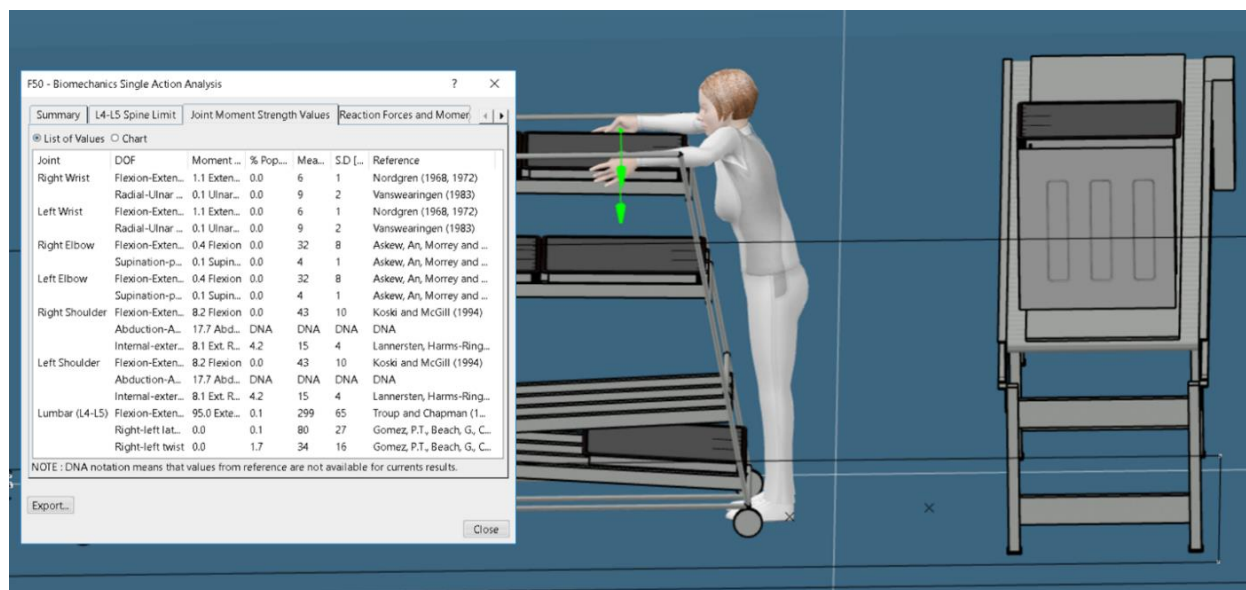 F50 - Biomechanics Single Action Analysis ? ×
Summary L4-L5 Spine Limit Joint Moment Strength Values Reaction Forces and Momer
List of Values Chart
Joint DOF Moment ... % Pop... Mea... S.D [... Reference
Right Wrist Flexion-Exten... 1.1 Exten... 0.0 6 1 Nordgren (1968, 1972)
Radial-Ulnar ... 0.1 Ulnar... 0.0 9 2 Vanswearingen (1983)
Left Wrist Flexion-Exten... 1.1 Exten... 0.0 6 1 Nordgren (1968, 1972)
Radial-Ulnar ... 0.1 Ulnar... 0.0 9 2 Vanswearingen (1983)
Right Elbow Flexion-Exten... 0.4 Flexion 0.0 32 8 Askew, An, Morrey and ...
Supination-p... 0.1 Supin... 0.0 4 1 Askew, An, Morrey and ...
Left Elbow Flexion-Exten... 0.4 Flexion 0.0 32 8 Askew, An, Morrey and ...
Supination-p... 0.1 Supin... 0.0 4 1 Askew, An, Morrey and ...
Right Shoulder Flexion-Exten... 8.2 Flexion 0.0 43 10 Koski and McGill (1994)
Abduction-A... 17.7 Abd... DNA DNA DNA DNA
Internal-exter... 8.1 Ext. R... 4.2 15 4 Lannersten, Harms-Ring...
Left Shoulder Flexion-Exten... 8.2 Flexion 0.0 43 10 Koski and McGill (1994)
Abduction-A... 17.7 Abd... DNA DNA DNA DNA
Internal-exter... 8.1 Ext. R... 4.2 15 4 Lannersten, Harms-Ring...
Lumbar (L4-L5) Flexion-Exten... 95.0 Exte... 0.1 299 65 Troup and Chapman (1...
Right-left lat... 0.0 0.1 80 27 Gomez, P.T., Beach, G., C...
Right-left twist 0.0 1.7 34 16 Gomez, P.T., Beach, G., C...
NOTE : DNA notation means that values from reference are not available for currents results.
Export...
Close